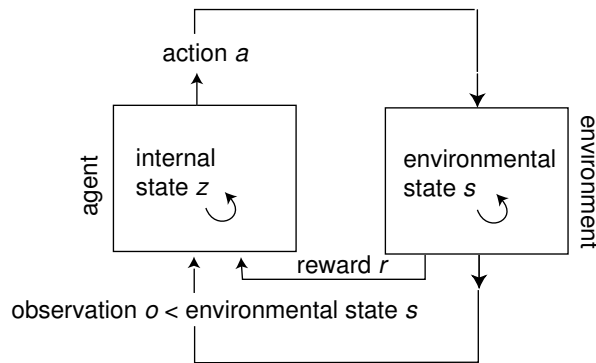 action a
agent
internal
state z
environmental
state s
environment
reward r
observation o < environmental state s